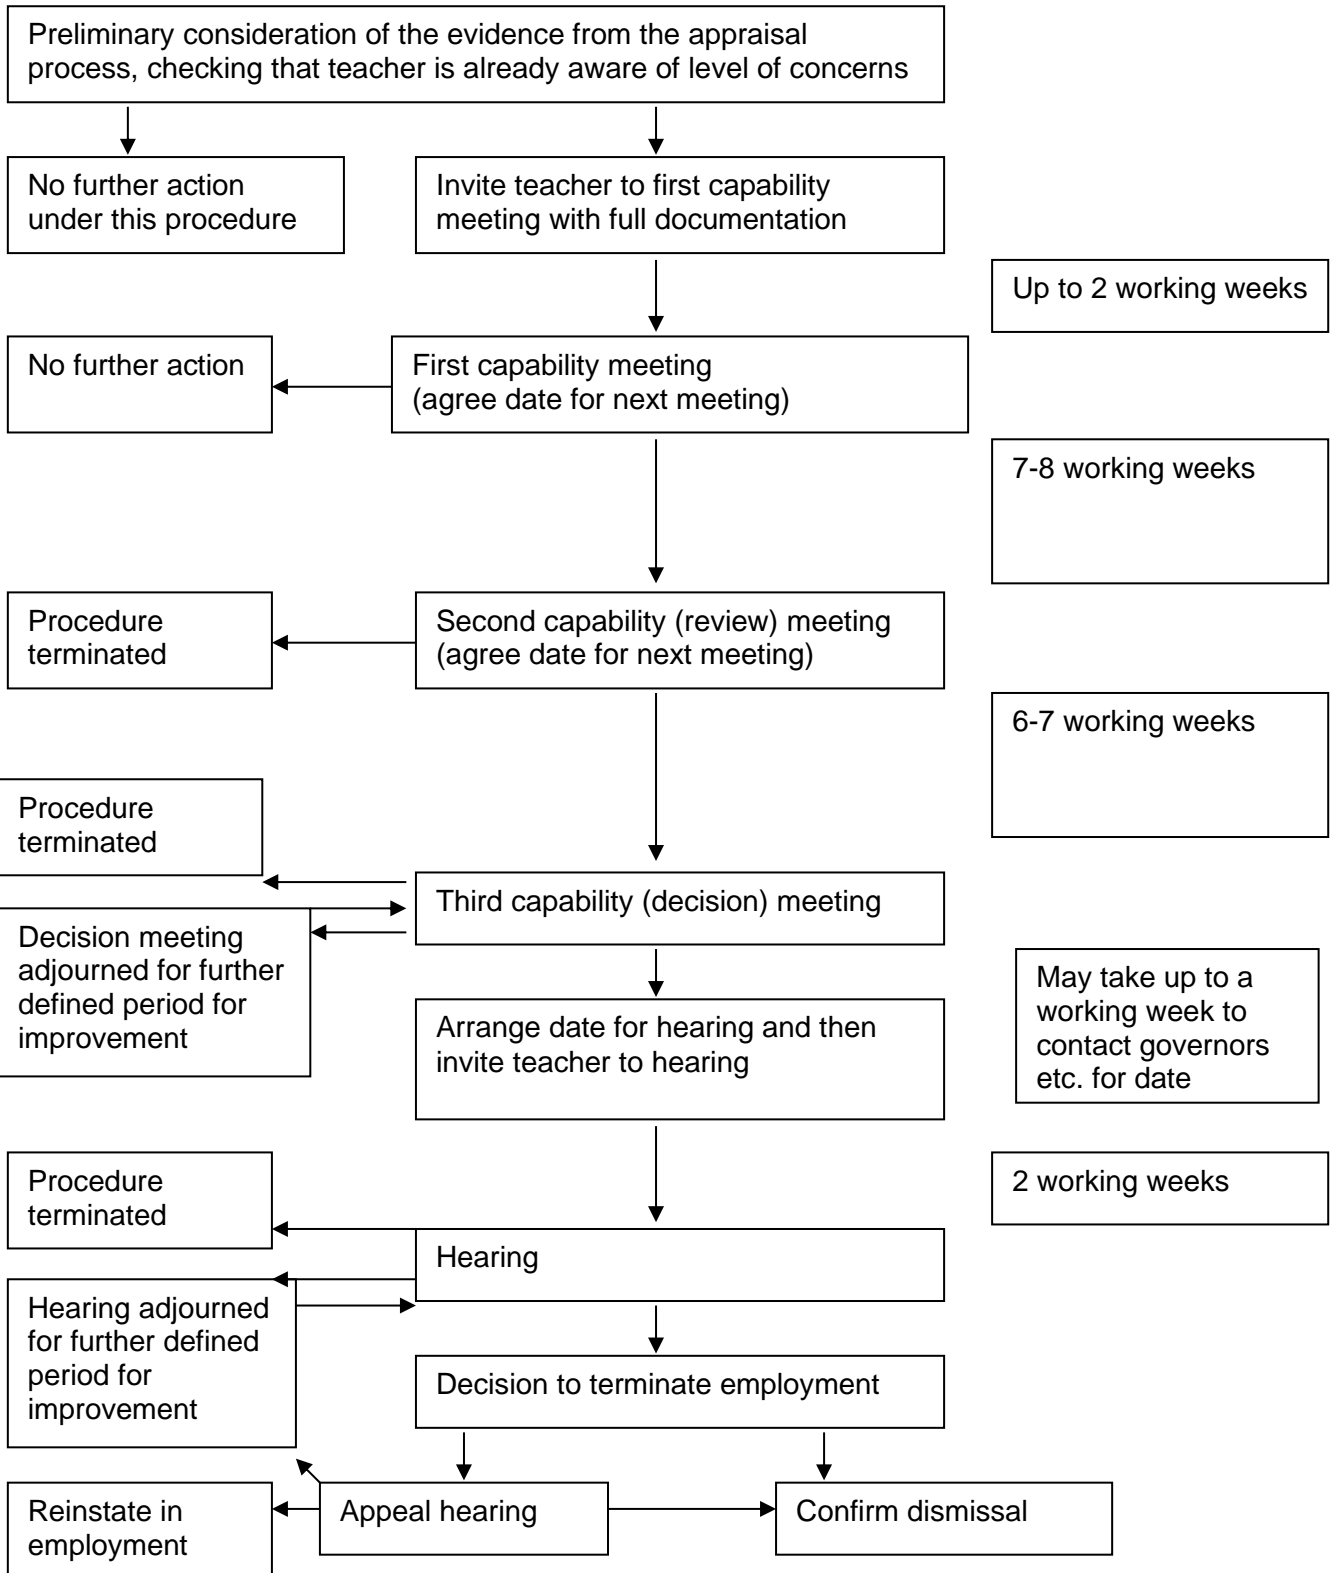 Preliminary consideration of the evidence from the appraisal
process, checking that teacher is already aware of level of concerns
No further action
under this procedure
Invite teacher to first capability
meeting with full documentation
Up to 2 working weeks
No further action
First capability meeting
(agree date for next meeting)
7-8 working weeks
Procedure
terminated
Second capability (review) meeting
(agree date for next meeting)
6-7 working weeks
Procedure
terminated
Third capability (decision) meeting
Decision meeting
adjourned for further
defined period for
improvement
May take up to a
working week to
contact governors
etc. for date
Arrange date for hearing and then
invite teacher to hearing
Procedure
terminated
2 working weeks
Hearing
Hearing adjourned
for further defined
period for
improvement
Decision to terminate employment
Reinstate in
employment
Appeal hearing
Confirm dismissal